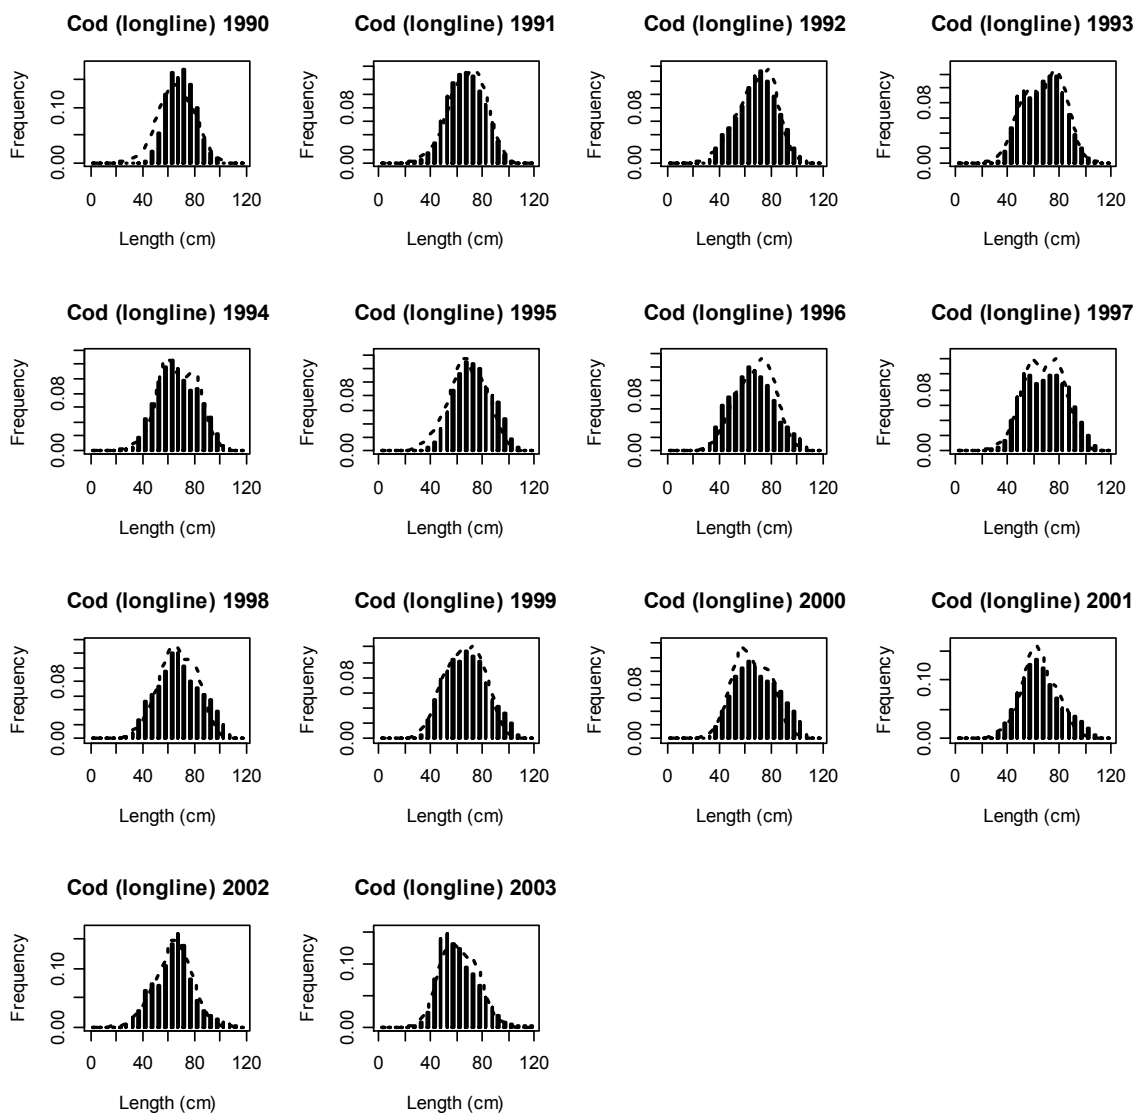 Cod (longline) 1990 Cod (longline) 1991 Cod (longline) 1992 Cod (longline) 1993
Frequency 0.00 0.10 Frequency 0.00 0.08 Frequency 0.00 0.08 Frequency 0.00 0.08
0 40 80 120 0 40 80 120 0 40 80 120 0 40 80 120
Length (cm) Length (cm) Length (cm) Length (cm)
Cod (longline) 1994 Cod (longline) 1995 Cod (longline) 1996 Cod (longline) 1997
Frequency 0.00 0.08 Frequency 0.00 0.08 Frequency 0.00 0.08 Frequency 0.00 0.08
0 40 80 120 0 40 80 120 0 40 80 120 0 40 80 120
Length (cm) Length (cm) Length (cm) Length (cm)
Cod (longline) 1998 Cod (longline) 1999 Cod (longline) 2000 Cod (longline) 2001
Frequency 0.00 0.08 Frequency 0.00 0.08 Frequency 0.00 0.08 Frequency 0.00 0.10
0 40 80 120 0 40 80 120 0 40 80 120 0 40 80 120
Length (cm) Length (cm) Length (cm) Length (cm)
Cod (longline) 2002 Cod (longline) 2003
Frequency 0.00 0.10 Frequency 0.00 0.10
0 40 80 120 0 40 80 120
Length (cm) Length (cm)